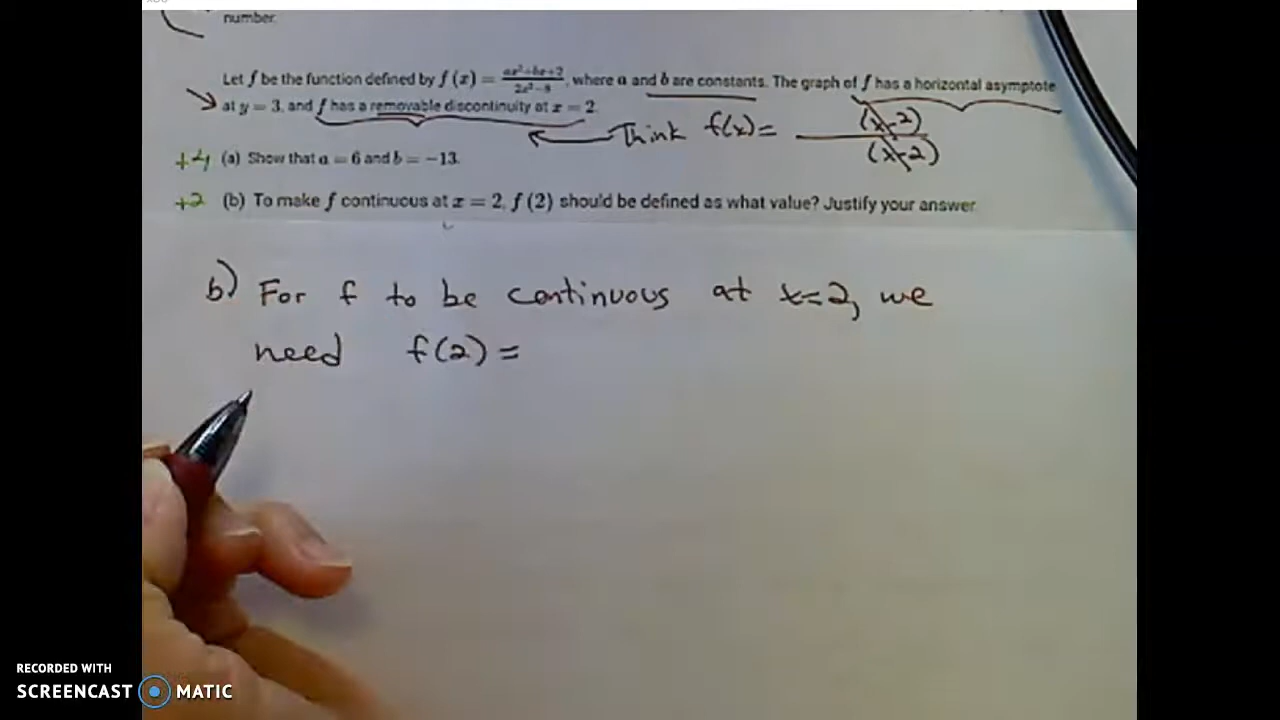 number.
Let f be the function defined by f (x) = \frac{ax²+bx+2}{2x²−8}, where a and b are constants. The graph of f has a horizontal asymptote
at y = 3, and f has a removable discontinuity at x = 2.
Think f(x) = \frac{(x-2)}{(x-2)}
+4 (a) Show that a = 6 and b = −13.
+2 (b) To make f continuous at x = 2, f (2) should be defined as what value? Justify your answer.
b) For f to be continuous at x=2, we
need f(2) =
RECORDED WITH
SCREENCAST MATIC